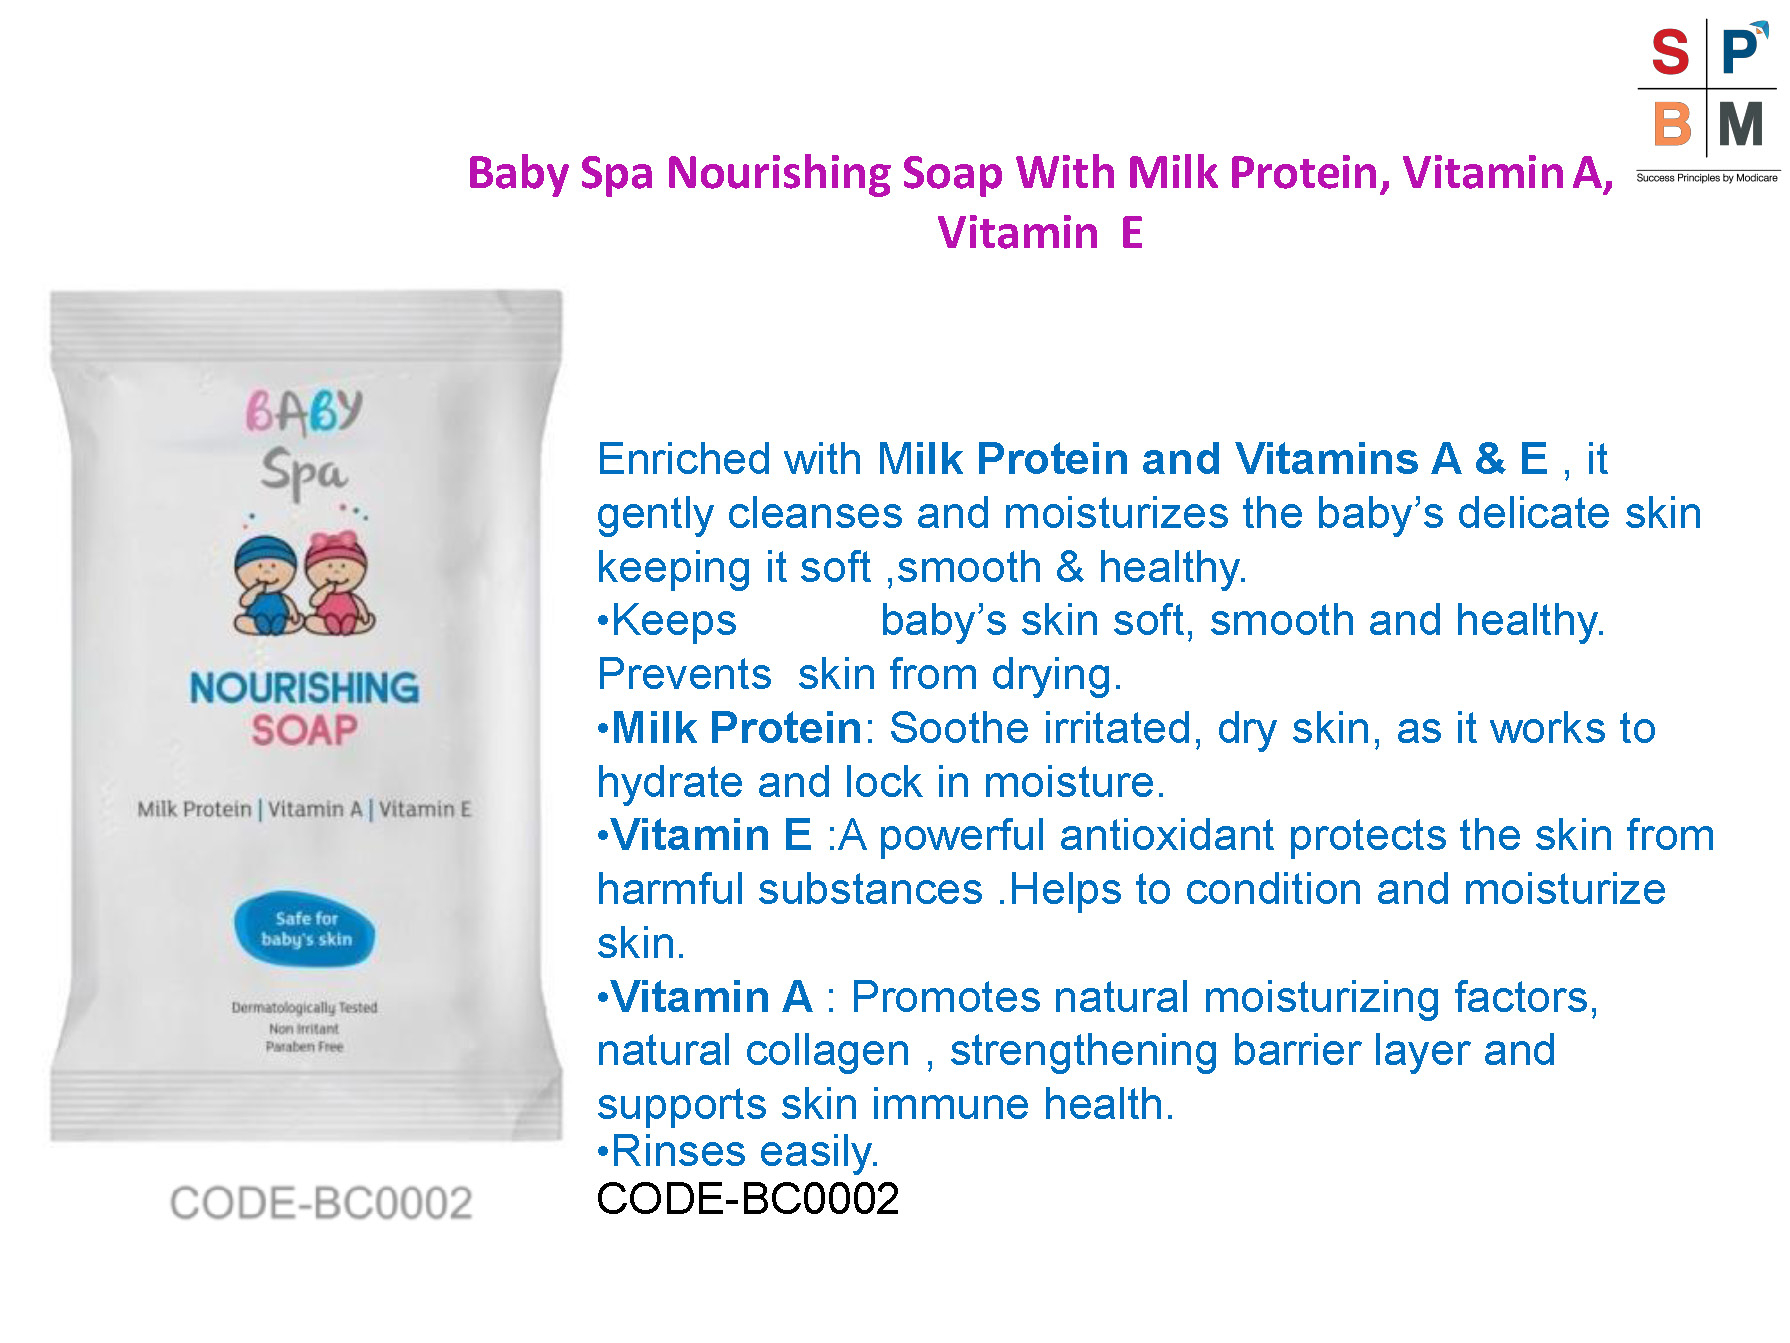 S P
B M
Success Principles by Modicare
Baby Spa Nourishing Soap With Milk Protein, Vitamin A,
Vitamin E
BABY
Spa
NOURISHING
SOAP
Milk Protein | Vitamin A | Vitamin E
Safe for
baby's skin
Dermatologically Tested
Non Irritant
Paraben Free
CODE-BC0002
Enriched with Milk Protein and Vitamins A & E , it
gently cleanses and moisturizes the baby’s delicate skin
keeping it soft ,smooth & healthy.
•Keeps baby’s skin soft, smooth and healthy.
Prevents skin from drying.
•Milk Protein: Soothe irritated, dry skin, as it works to
hydrate and lock in moisture.
•Vitamin E :A powerful antioxidant protects the skin from
harmful substances .Helps to condition and moisturize
skin.
•Vitamin A : Promotes natural moisturizing factors,
natural collagen , strengthening barrier layer and
supports skin immune health.
•Rinses easily.
CODE-BC0002